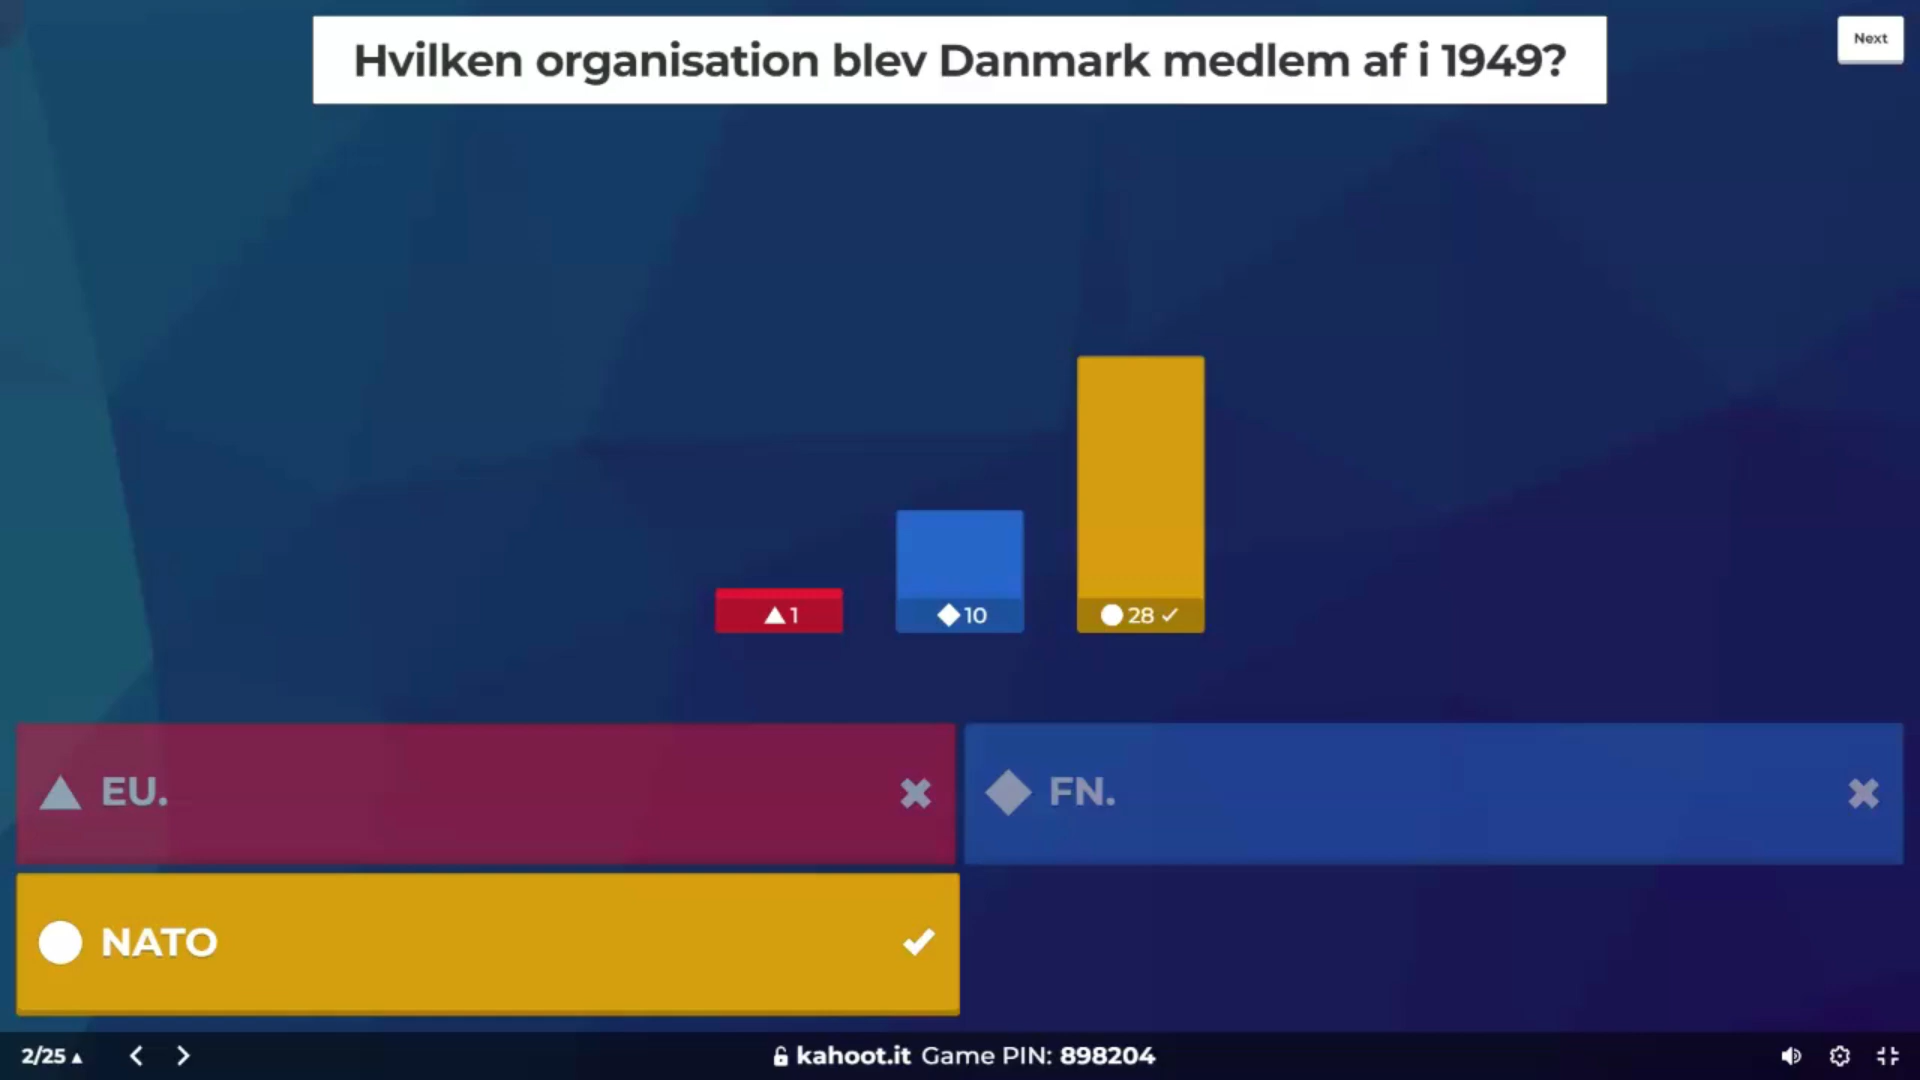 Hvilken organisation blev Danmark medlem af i 1949?
Next
1
10
28
EU.
FN.
NATO
2/25
kahoot.it Game PIN: 898204